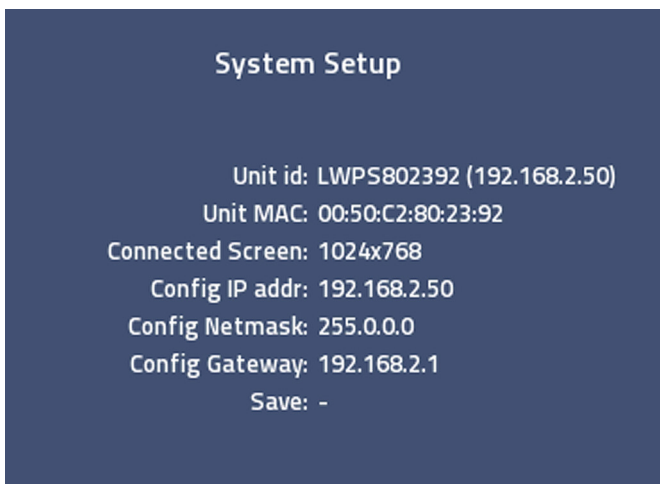 System Setup
Unit id: LWPS802392 (192.168.2.50)
Unit MAC: 00:50:C2:80:23:92
Connected Screen: 1024x768
Config IP addr: 192.168.2.50
Config Netmask: 255.0.0.0
Config Gateway: 192.168.2.1
Save: -